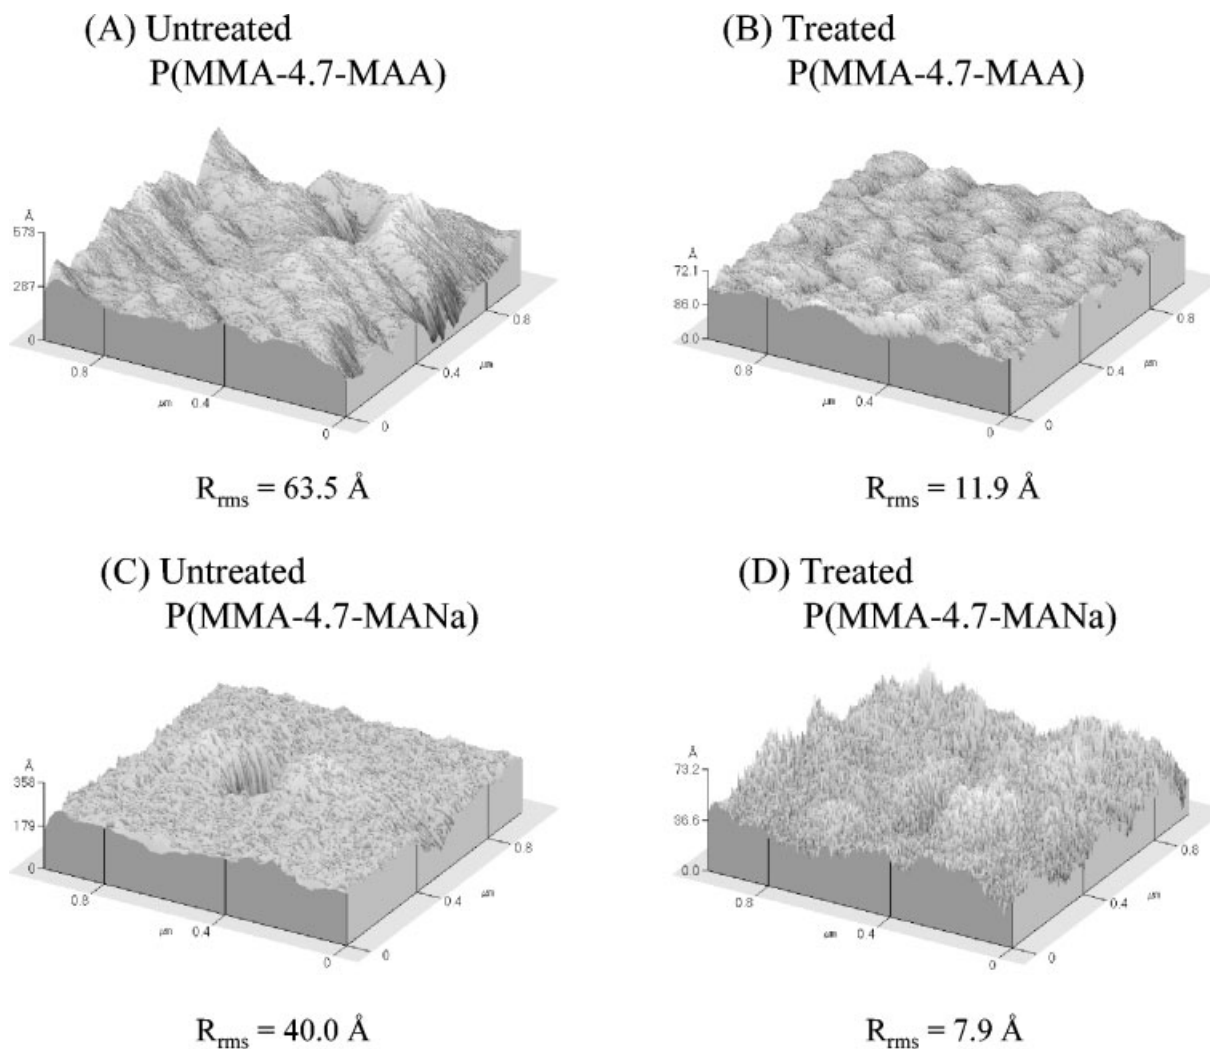 (A) Untreated
P(MMA-4.7-MAA)
(B) Treated
P(MMA-4.7-MAA)
Å
573
287
0
0.8
μm 0.4
0
0
0.4
μm
0.8
Å
72.1
36.0
0.0
0.8
μm 0.4
0
0
0.4
μm
0.8
Rrms = 63.5 Å
Rrms = 11.9 Å
(C) Untreated
P(MMA-4.7-MANa)
(D) Treated
P(MMA-4.7-MANa)
Å
358
179
0
0.8
μm 0.4
0
0
0.4
μm
0.8
Å
73.2
36.6
0.0
0.8
μm 0.4
0
0
0.4
μm
0.8
Rrms = 40.0 Å
Rrms = 7.9 Å